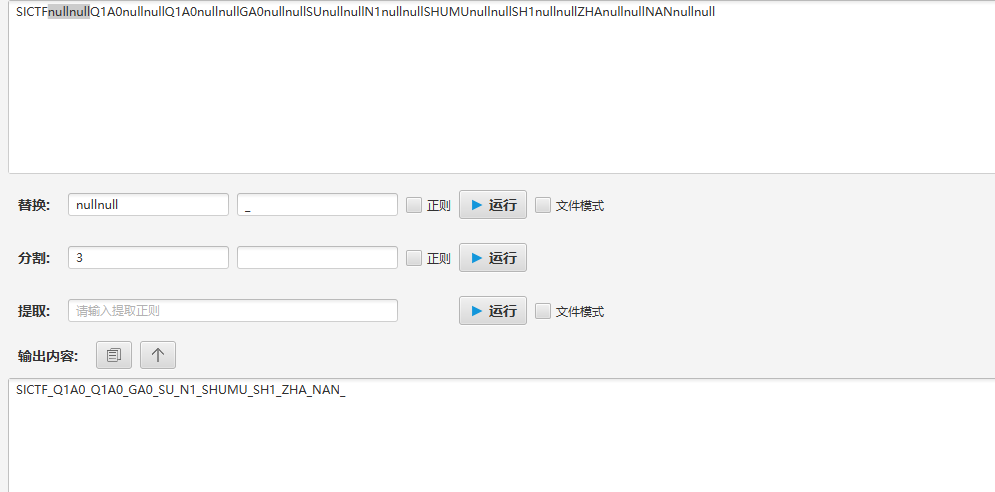 SICTFnullnullQ1A0nullnullQ1A0nullnullGA0nullnullSUnullnullN1nullnullSHUMUnullnullSH1nullnullZHAnullnullNANnullnull
替换: nullnull _ 正则 运行 文件模式
分割: 3 正则 运行
提取: 请输入提取正则 运行 文件模式
输出内容:
SICTF_Q1A0_Q1A0_GA0_SU_N1_SHUMU_SH1_ZHA_NAN_